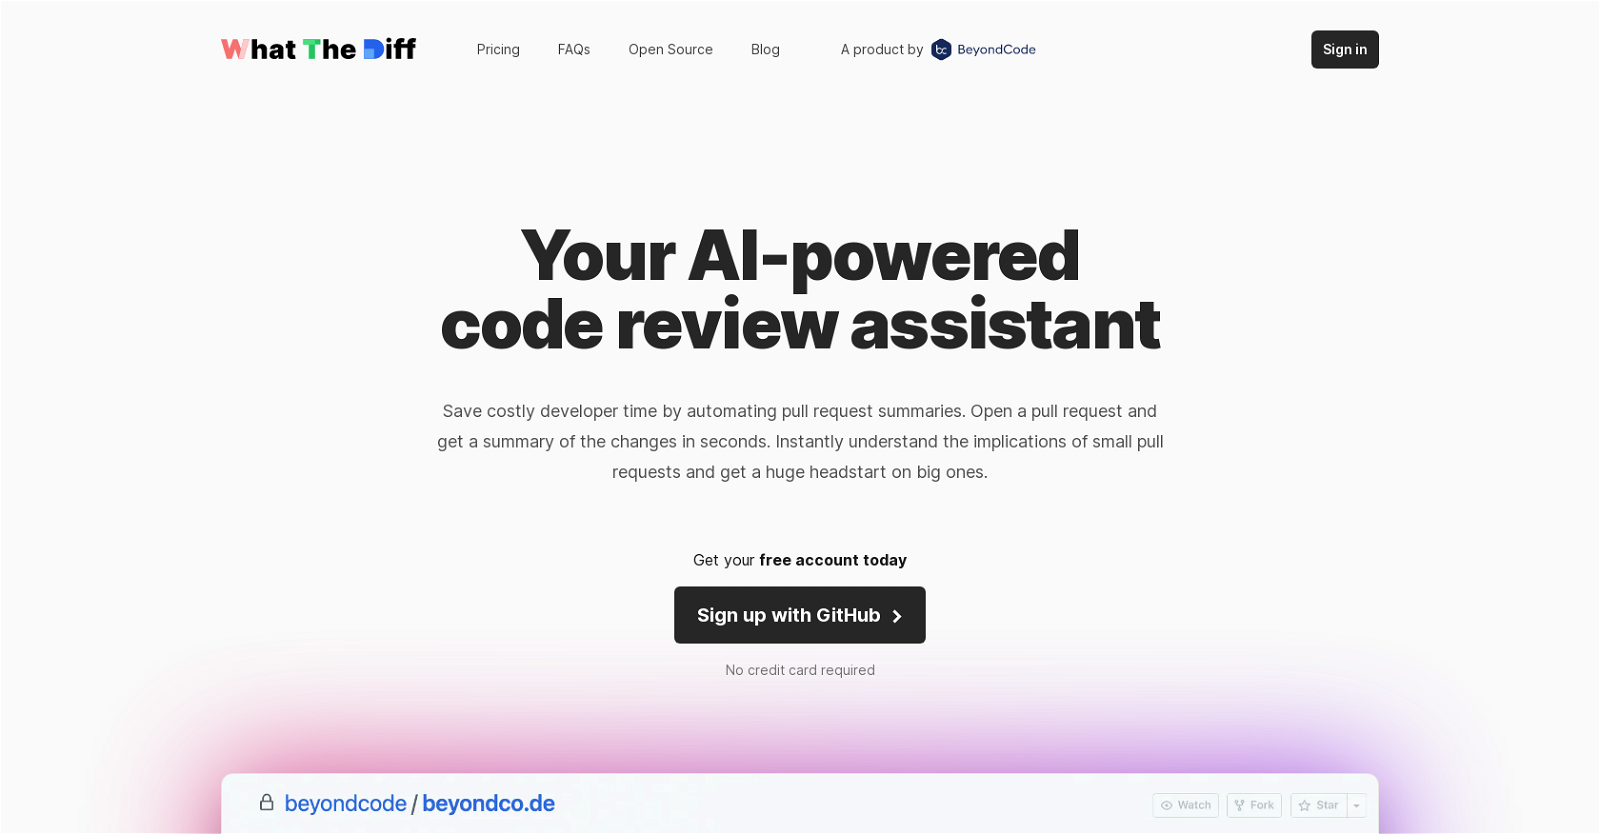 What The Diff
Pricing
FAQs
Open Source
Blog
A product by
bc BeyondCode
Sign in
Your AI-powered
code review assistant
Save costly developer time by automating pull request summaries. Open a pull request and
get a summary of the changes in seconds. Instantly understand the implications of small pull
requests and get a huge headstart on big ones.
Get your free account today
Sign up with GitHub
No credit card required
beyondcode / beyondco.de
Watch
Fork
Star